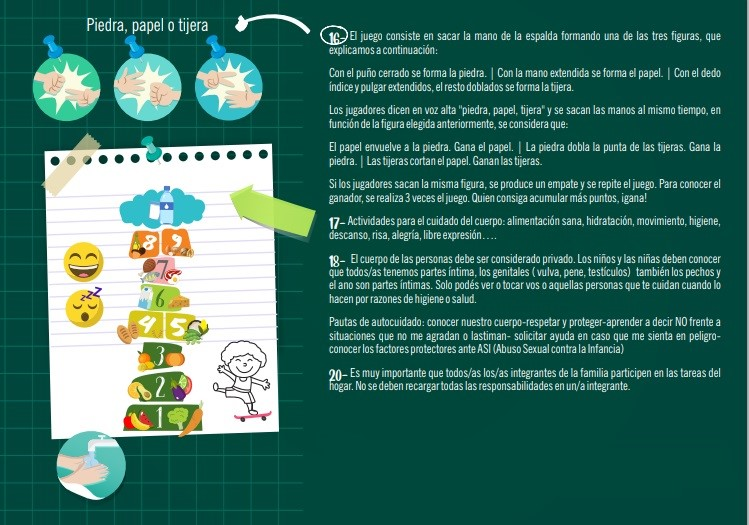 Piedra, papel o tijera
16- El juego consiste en sacar la mano de la espalda formando una de las tres figuras, que
explicamos a continuación:
Con el puño cerrado se forma la piedra. | Con la mano extendida se forma el papel. | Con el dedo
índice y pulgar extendidos, el resto doblados se forma la tijera.
Los jugadores dicen en voz alta "piedra, papel, tijera" y se sacan las manos al mismo tiempo, en
función de la figura elegida anteriormente, se considera que:
El papel envuelve a la piedra. Gana el papel. | La piedra dobla la punta de las tijeras. Gana la
piedra. | Las tijeras cortan el papel. Ganan las tijeras.
Si los jugadores sacan la misma figura, se produce un empate y se repite el juego. Para conocer el
ganador, se realiza 3 veces el juego. Quien consiga acumular más puntos, ¡gana!
17- Actividades para el cuidado del cuerpo: alimentación sana, hidratación, movimiento, higiene,
descanso, risa, alegría, libre expresión....
18- El cuerpo de las personas debe ser considerado privado. Los niños y las niñas deben conocer
que todos/as tenemos partes íntima, los genitales ( vulva, pene, testículos) también los pechos y
el ano son partes íntimas. Solo podés ver o tocar vos o aquellas personas que te cuidan cuando lo
hacen por razones de higiene o salud.
Pautas de autocuidado: conocer nuestro cuerpo-respetar y proteger-aprender a decir NO frente a
situaciones que no me agradan o lastiman- solicitar ayuda en caso que me sienta en peligro-
conocer los factores protectores ante ASI (Abuso Sexual contra la Infancia)
20- Es muy importante que todos/as los/as integrantes de la familia participen en las tareas del
hogar. No se deben recargar todas las responsabilidades en un/a integrante.
8 9
7
6
4 5
3
2
1
zzz